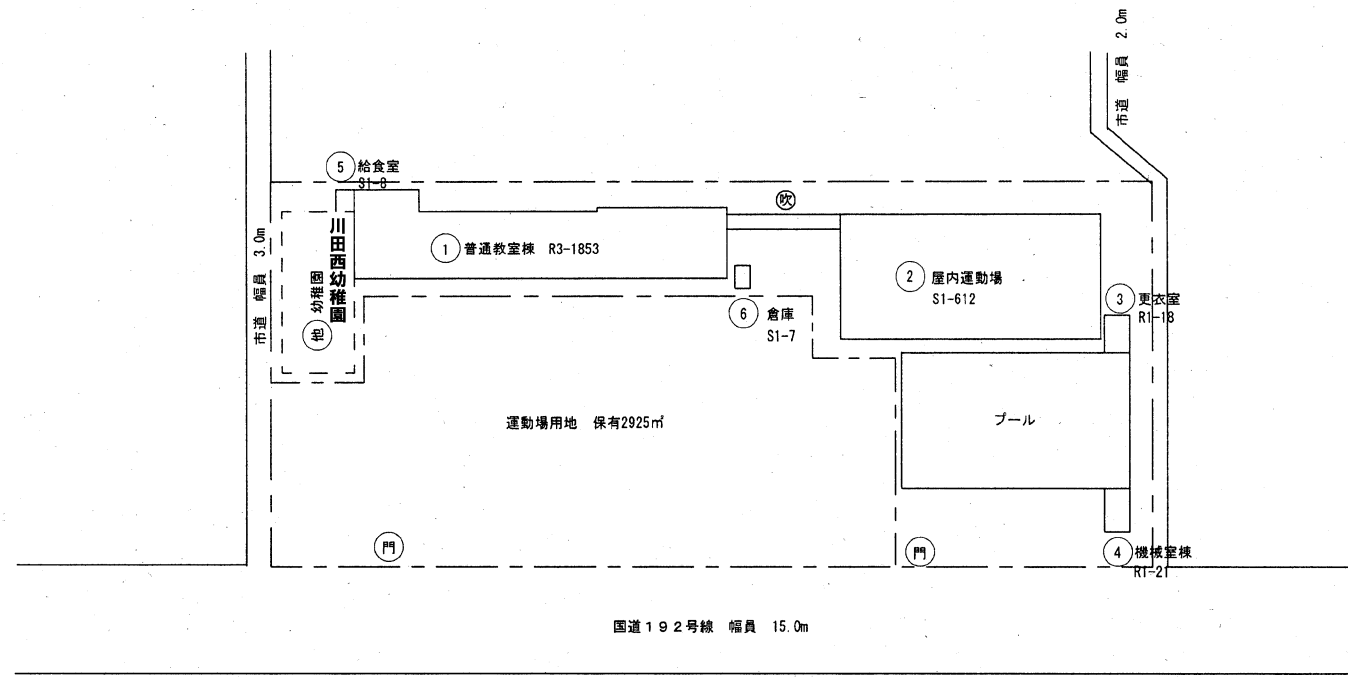 市道 幅員 2.0m
⑤ 給食室
S1-8
吹
川田西幼稚園
他 幼稚園
市道 幅員 3.0m
① 普通教室棟 R3-1853
② 屋内運動場
S1-612
③ 更衣室
R1-18
⑥ 倉庫
S1-7
運動場用地 保有2925㎡
プール
門
門
④ 機械室棟
R1-21
国道192号線 幅員 15.0m